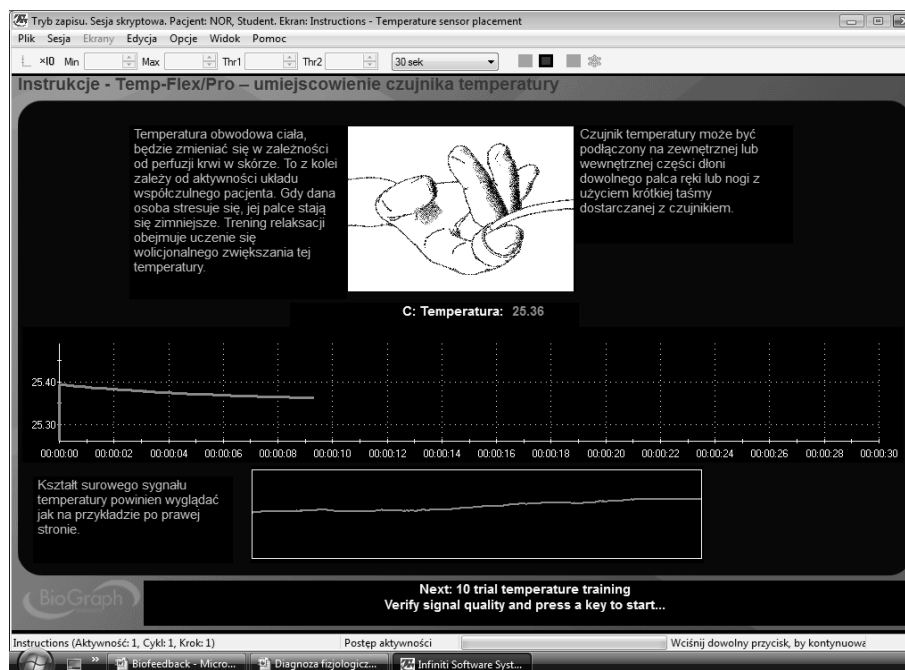 Tryb zapisu. Sesja skryptowa. Pacjent: NOR, Student. Ekran: Instructions - Temperature sensor placement
Plik Sesja Ekrany Edycja Opcje Widok Pomoc
×10 Min Max Thr1 Thr2 30 sek
Instrukcje - Temp-Flex/Pro – umiejscowienie czujnika temperatury
Temperatura obwodowa ciała,
będzie zmieniać się w zależności
od perfuzji krwi w skórze. To z kolei
zależy od aktywności układu
współczulnego pacjenta. Gdy dana
osoba stresuje się, jej palce stają
się zimniejsze. Trening relaksacji
obejmuje uczenie się
wolicjonalnego zwiększania tej
temperatury.
Czujnik temperatury może być
podłączony na zewnętrznej lub
wewnętrznej części dłoni
dowolnego palca ręki lub nogi z
użyciem krótkiej taśmy
dostarczanej z czujnikiem.
C: Temperatura: 25.36
25.40
25.30
00:00:00 00:00:02 00:00:04 00:00:06 00:00:08 00:00:10 00:00:12 00:00:14 00:00:16 00:00:18 00:00:20 00:00:22 00:00:24 00:00:26 00:00:28 00:00:30
Kształt surowego sygnału
temperatury powinien wyglądać
jak na przykładzie po prawej
stronie.
BioGraph
Next: 10 trial temperature training
Verify signal quality and press a key to start...
Instructions (Aktywność: 1, Cykl: 1, Krok: 1) Postęp aktywności Wciśnij dowolny przycisk, by kontynuowa
» Biofeedback - Micro... Diagnoza fizjologicz... Infiniti Software Syst...